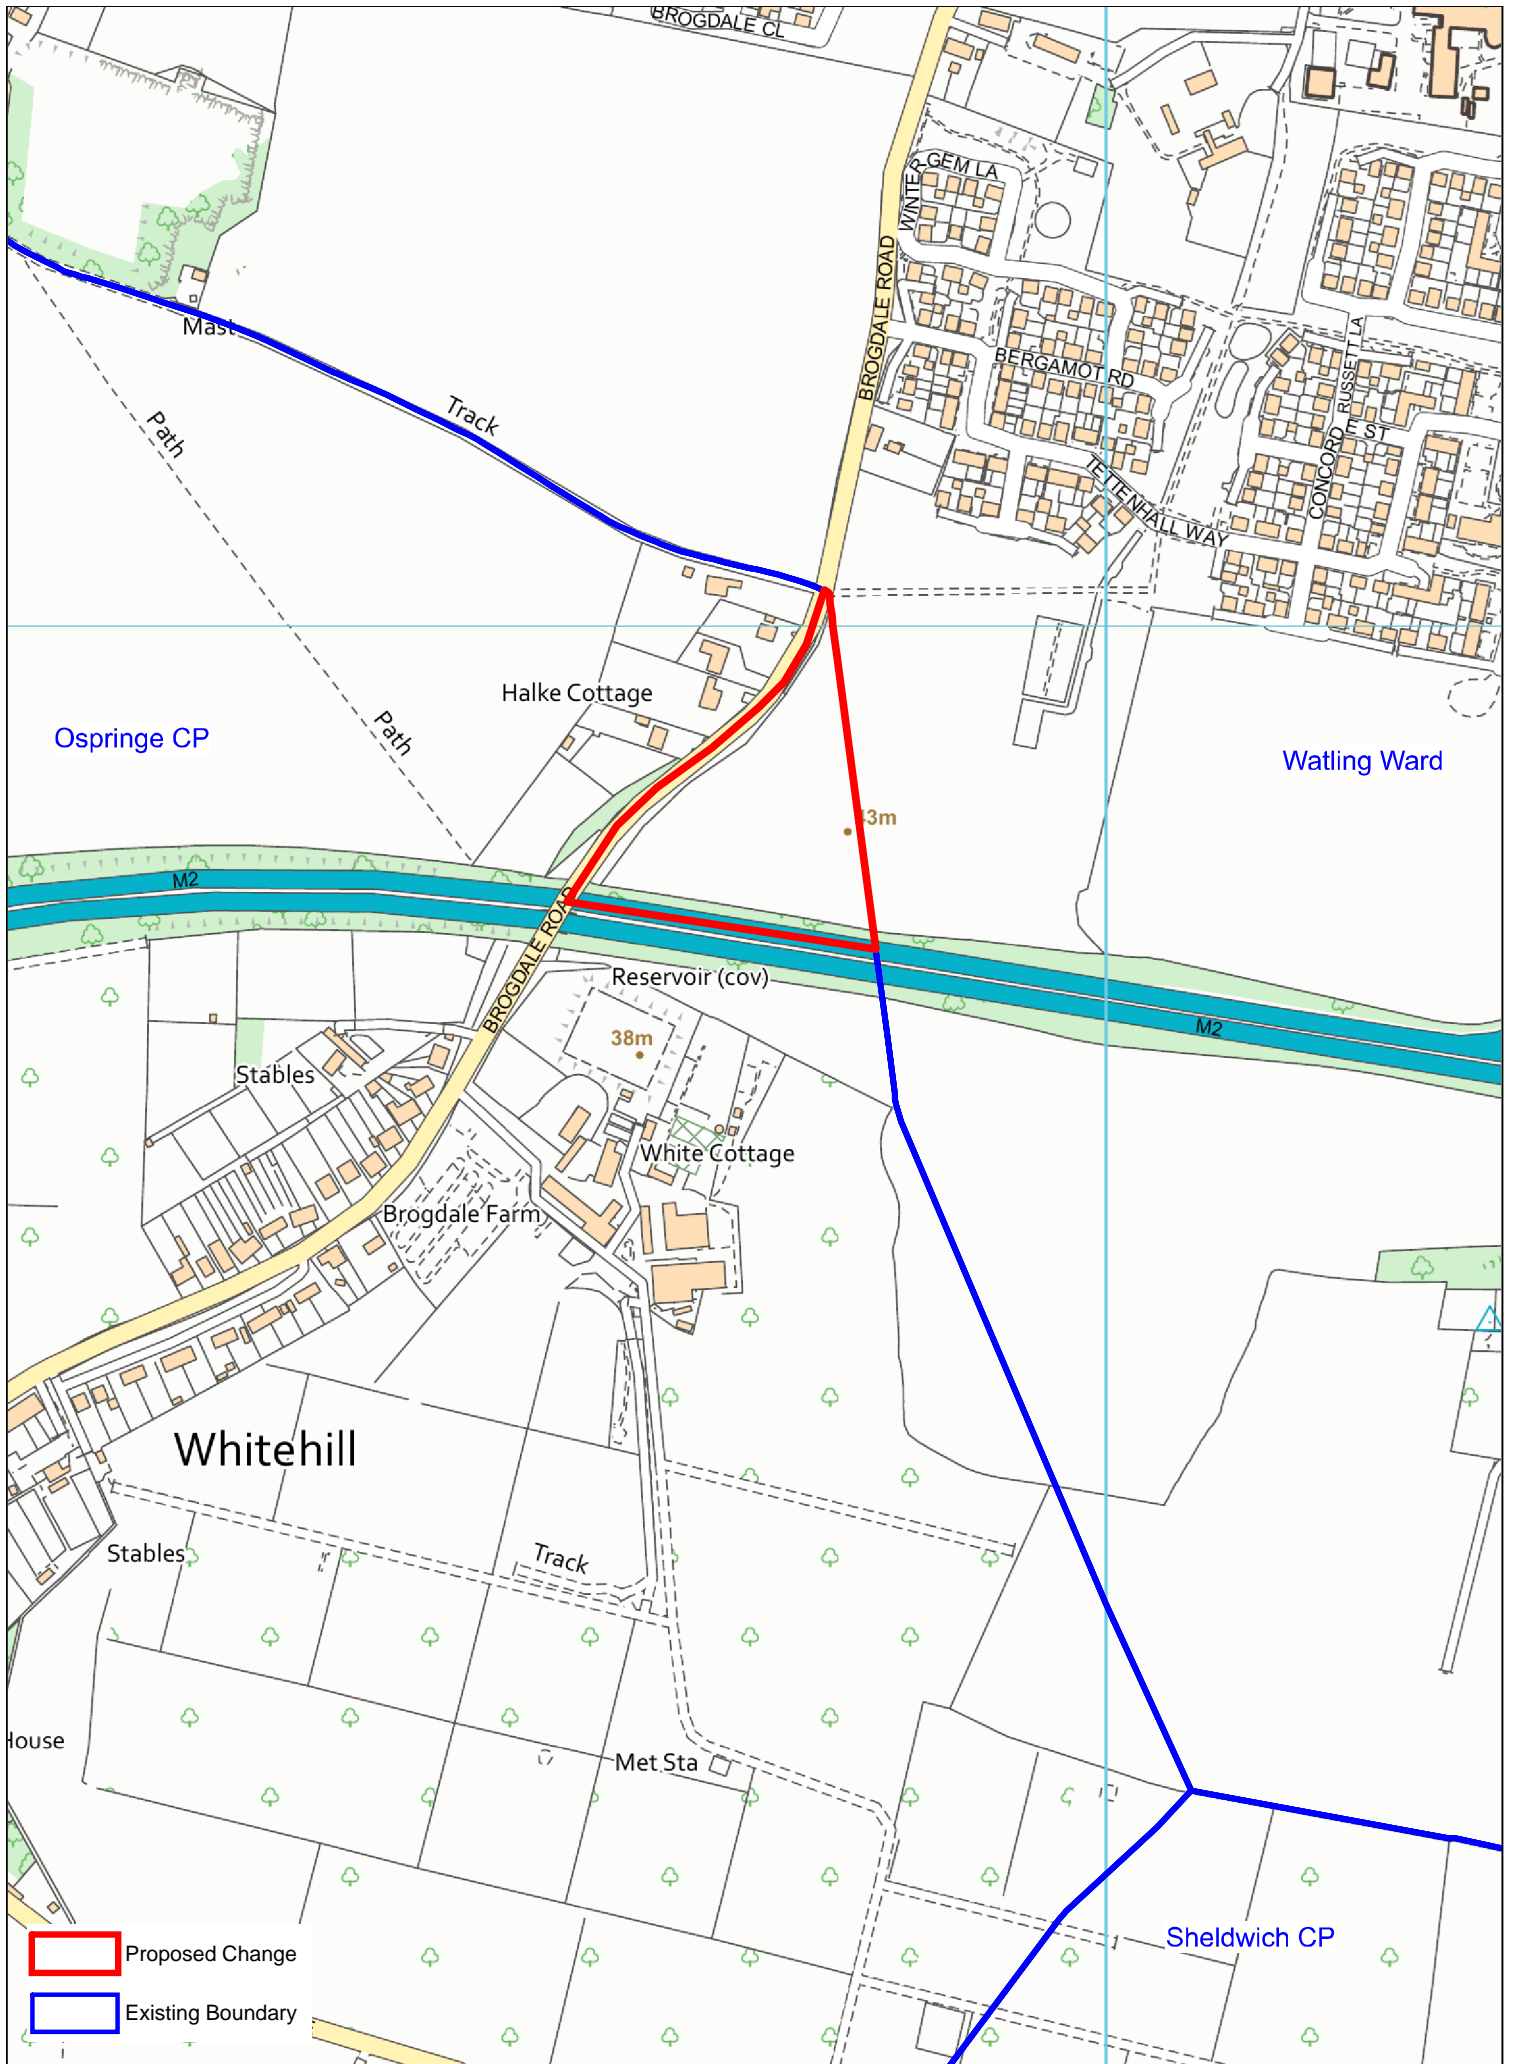 BROGDALE CL
WINTER
GEM LA
BROGDALE ROAD
Mast
BERGAMOT RD
RUSSETT LA
Track
Path
E ST
CONCORD
TETTENHALL WAY
Halke Cottage
Path
Ospringe CP
Watling Ward
43m
M2
BROGDALE ROAD
Reservoir (cov)
M2
38m
Stables
White Cottage
Brogdale Farm
Whitehill
Stables
Track
House
Met Sta
Sheldwich CP
Proposed Change
Existing Boundary